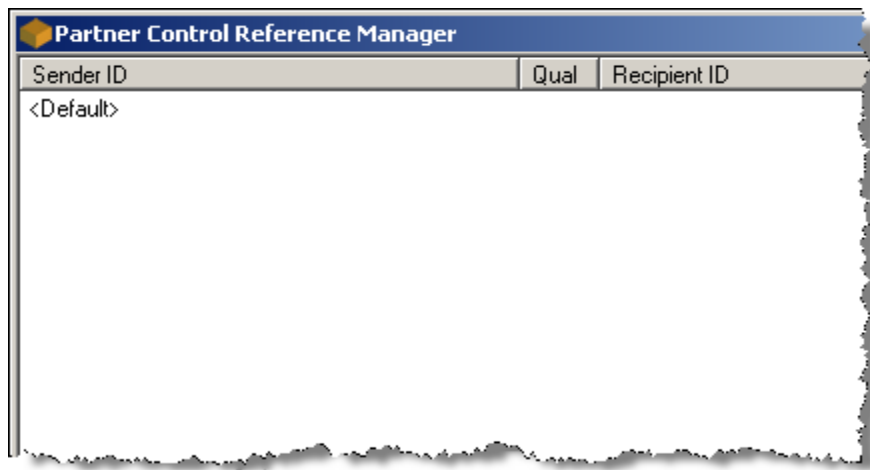 Partner Control Reference Manager
Sender ID Qual Recipient ID
<Default>